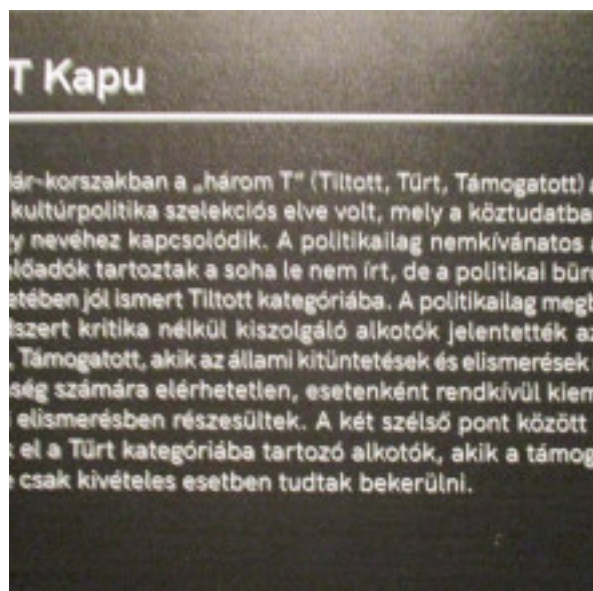 T Kapu
ár-korszakban a „három T" (Tiltott, Tűrt, Támogatott)
kultúrpolitika szelekciós elve volt, mely a köztudatba
y nevéhez kapcsolódik. A politikailag nemkívánatos
előadók tartoztak a soha le nem írt, de a politikai büro
etében jól ismert Tiltott kategóriába. A politikailag megb
dszert kritika nélkül kiszolgáló alkotók jelentették az
. Támogatott, akik az állami kitüntetések és elismerések
ség számára elérhetetlen, esetenként rendkívül kiem
elismerésben részesültek. A két szélső pont között
k el a Tűrt kategóriába tartozó alkotók, akik a támog
csak kivételes esetben tudtak bekerülni.